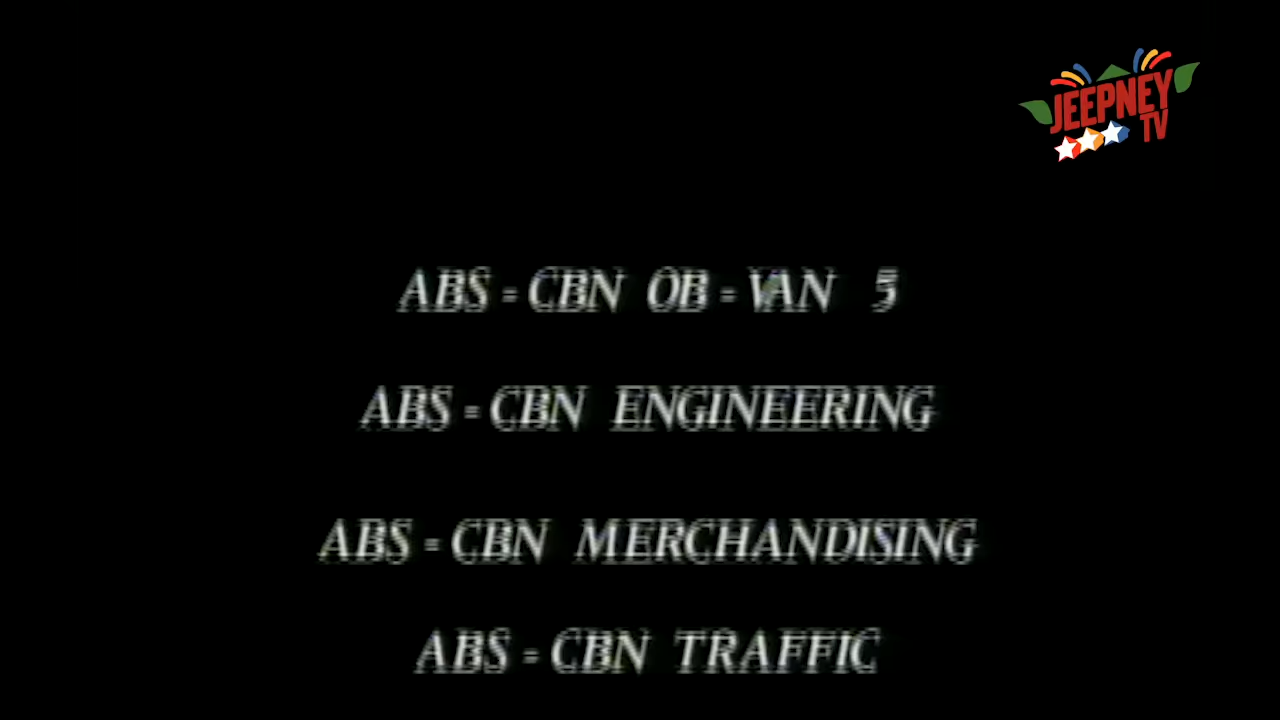 JEEPNEY
TV
ABS-CBN OB-VAN 5
ABS-CBN ENGINEERING
ABS-CBN MERCHANDISING
ABS-CBN TRAFFIC